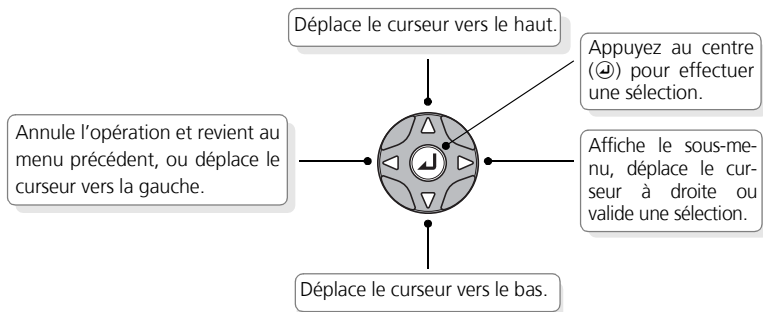 Déplace le curseur vers le haut.
Appuyez au centre
(⏎) pour effectuer
une sélection.
Annule l’opération et revient au
menu précédent, ou déplace le
curseur vers la gauche.
Affiche le sous-me-
nu, déplace le cur-
seur à droite ou
valide une sélection.
Déplace le curseur vers le bas.